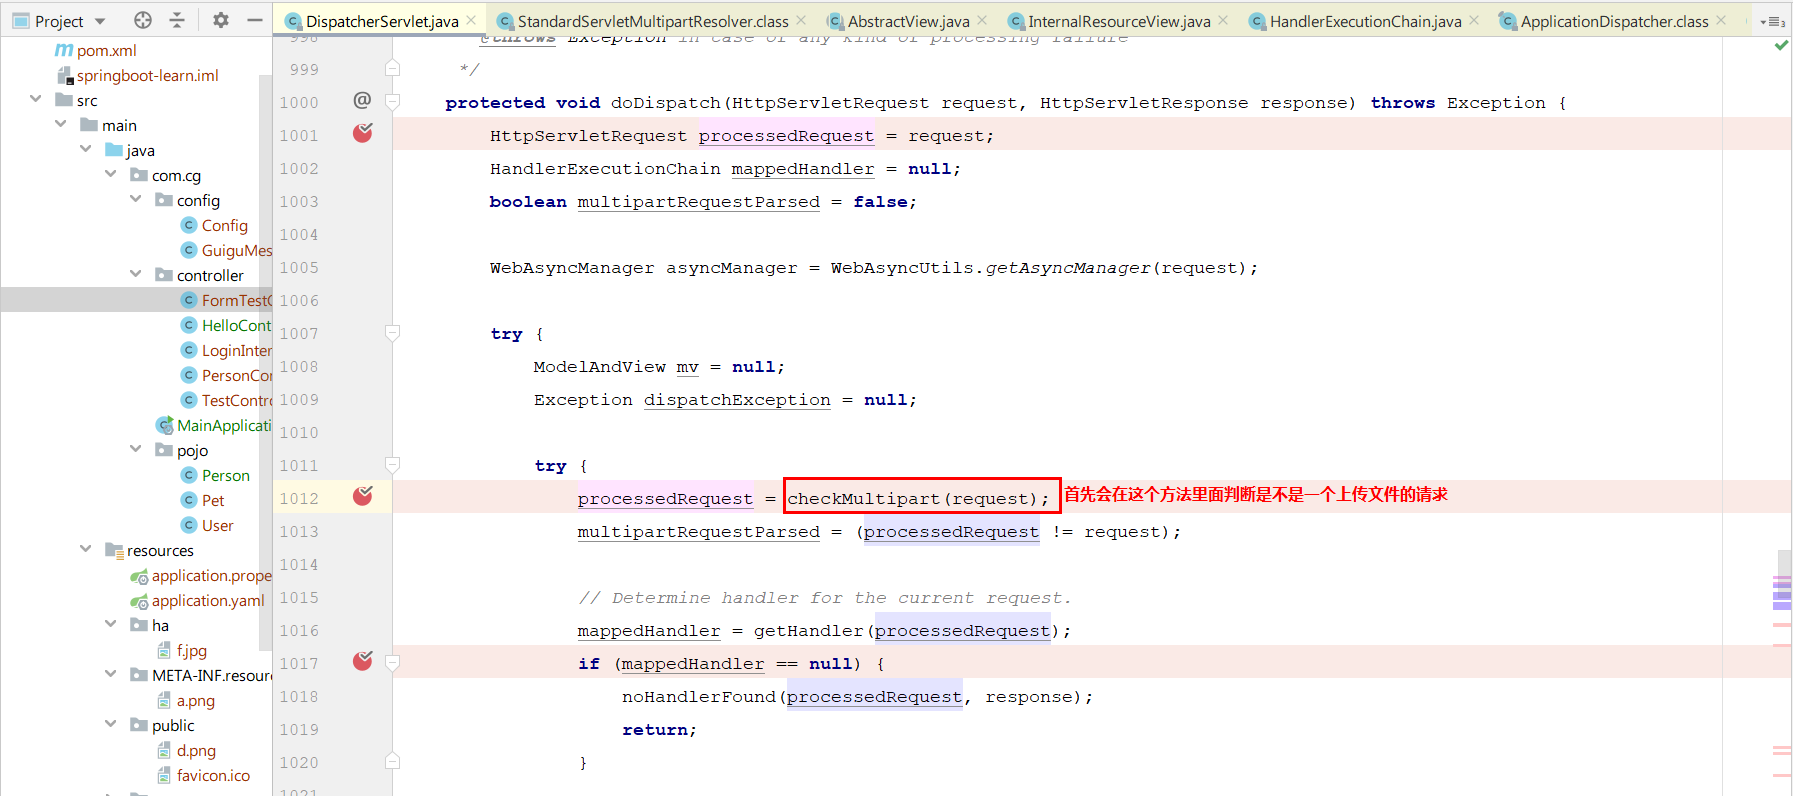 Project
DispatcherServlet.java
StandardServletMultipartResolver.class
AbstractView.java
InternalResourceView.java
HandlerExecutionChain.java
ApplicationDispatcher.class
pom.xml
springboot-learn.iml
src
main
java
com.cg
config
Config
GuiguMes
controller
FormTestC
HelloCont
LoginInter
PersonCor
TestContro
MainApplicati
pojo
Person
Pet
User
resources
application.prope
application.yaml
ha
f.jpg
META-INF.resour
a.png
public
d.png
favicon.ico
998 @throws Exception in case of any kind of processing failure
999 */
1000 @ protected void doDispatch(HttpServletRequest request, HttpServletResponse response) throws Exception {
1001 HttpServletRequest processedRequest = request;
1002 HandlerExecutionChain mappedHandler = null;
1003 boolean multipartRequestParsed = false;
1004
1005 WebAsyncManager asyncManager = WebAsyncUtils.getAsyncManager(request);
1006
1007 try {
1008 ModelAndView mv = null;
1009 Exception dispatchException = null;
1010
1011 try {
1012 processedRequest = checkMultipart(request); 首先会在这个方法里面判断是不是一个上传文件的请求
1013 multipartRequestParsed = (processedRequest != request);
1014
1015 // Determine handler for the current request.
1016 mappedHandler = getHandler(processedRequest);
1017 if (mappedHandler == null) {
1018 noHandlerFound(processedRequest, response);
1019 return;
1020 }
1021